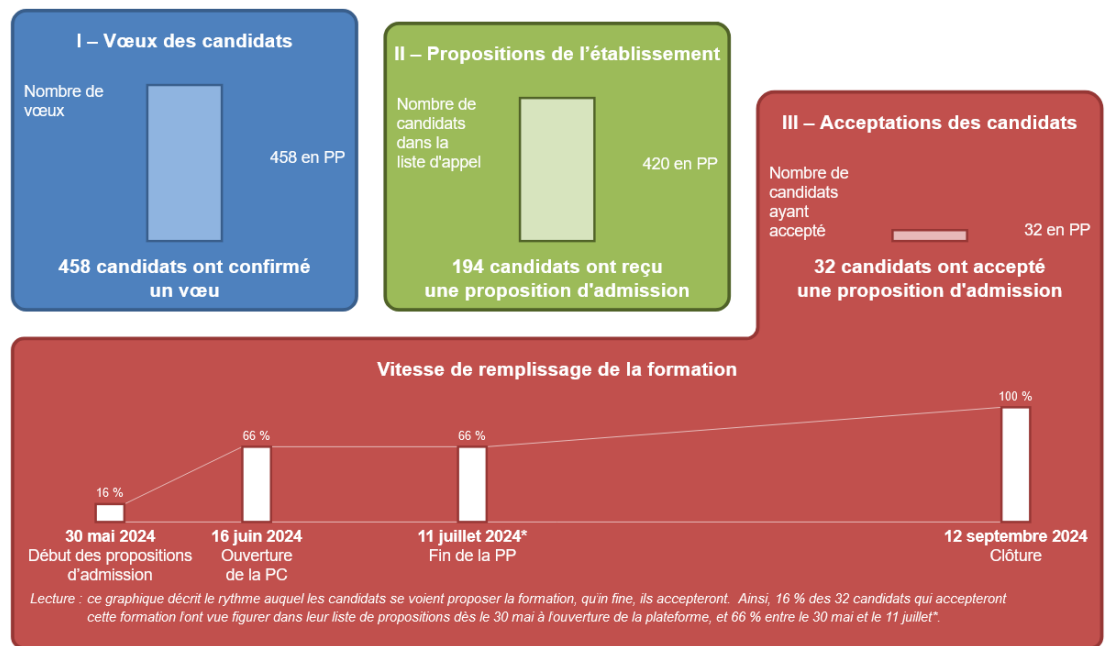 I – Vœux des candidats
Nombre de
vœux
458 en PP
458 candidats ont confirmé
un vœu
II – Propositions de l'établissement
Nombre de
candidats
dans la
liste d'appel
420 en PP
194 candidats ont reçu
une proposition d'admission
III – Acceptations des candidats
Nombre de
candidats
ayant
accepté
32 en PP
32 candidats ont accepté
une proposition d'admission
Vitesse de remplissage de la formation
16 %
66 %
66 %
100 %
30 mai 2024
Début des propositions
d'admission
16 juin 2024
Ouverture
de la PC
11 juillet 2024*
Fin de la PP
12 septembre 2024
Clôture
Lecture : ce graphique décrit le rythme auquel les candidats se voient proposer la formation, qu'in fine, ils accepteront. Ainsi, 16 % des 32 candidats qui accepteront
cette formation l'ont vue figurer dans leur liste de propositions dès le 30 mai à l'ouverture de la plateforme, et 66 % entre le 30 mai et le 11 juillet*.